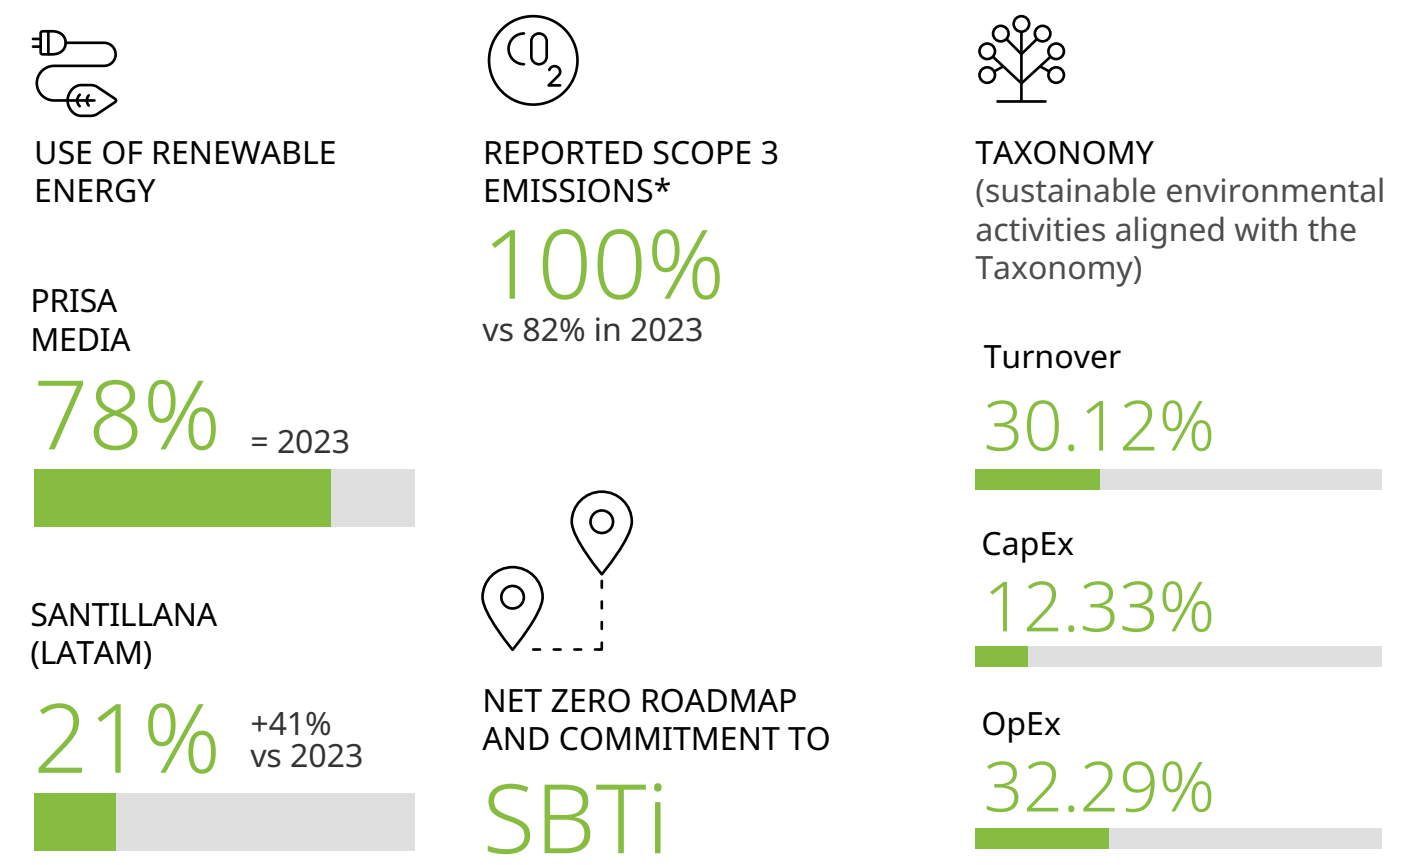 USE OF RENEWABLE
ENERGY
PRISA
MEDIA
78% = 2023
SANTILLANA
(LATAM)
21% +41%
vs 2023
CO2
REPORTED SCOPE 3
EMISSIONS*
100%
vs 82% in 2023
NET ZERO ROADMAP
AND COMMITMENT TO
SBTi
TAXONOMY
(sustainable environmental
activities aligned with the
Taxonomy)
Turnover
30.12%
CapEx
12.33%
OpEx
32.29%